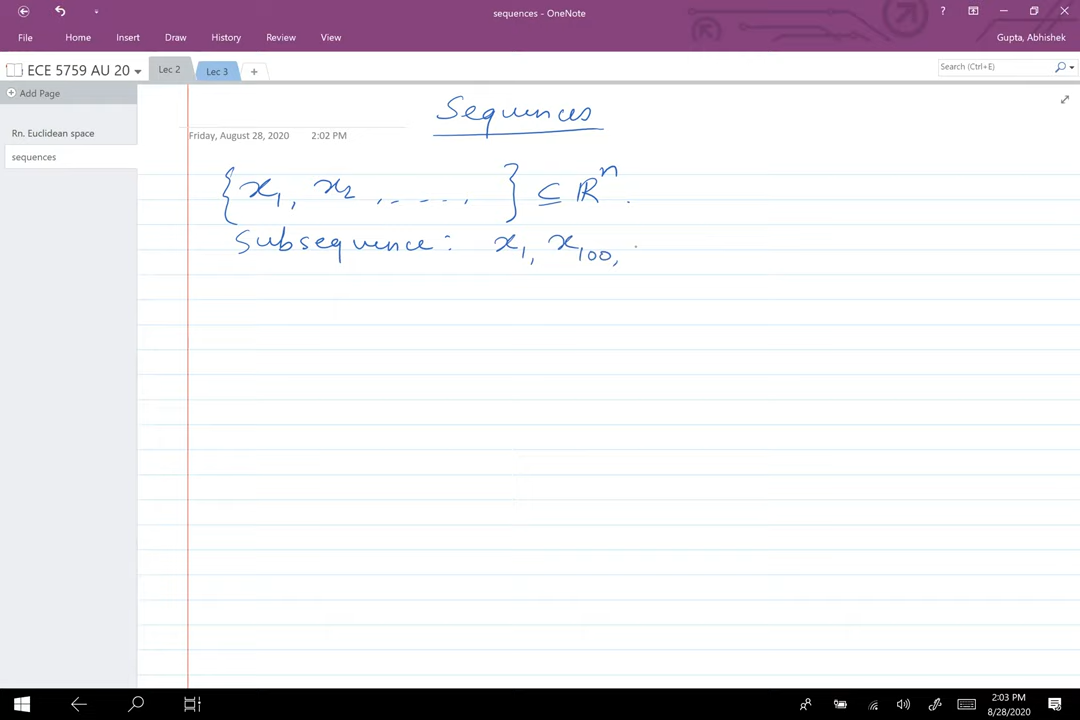 sequences - OneNote
?
File Home Insert Draw History Review View
Gupta, Abhishek
ECE 5759 AU 20 Lec 2 Lec 3 +
Search (Ctrl+E)
Add Page
Rn. Euclidean space
sequences
Sequences
Friday, August 28, 2020 2:02 PM
{x₁, x₂, . . . . , } ⊆ ℝⁿ.
Subsequence: x₁, x₁₀₀, .
2:03 PM
8/28/2020